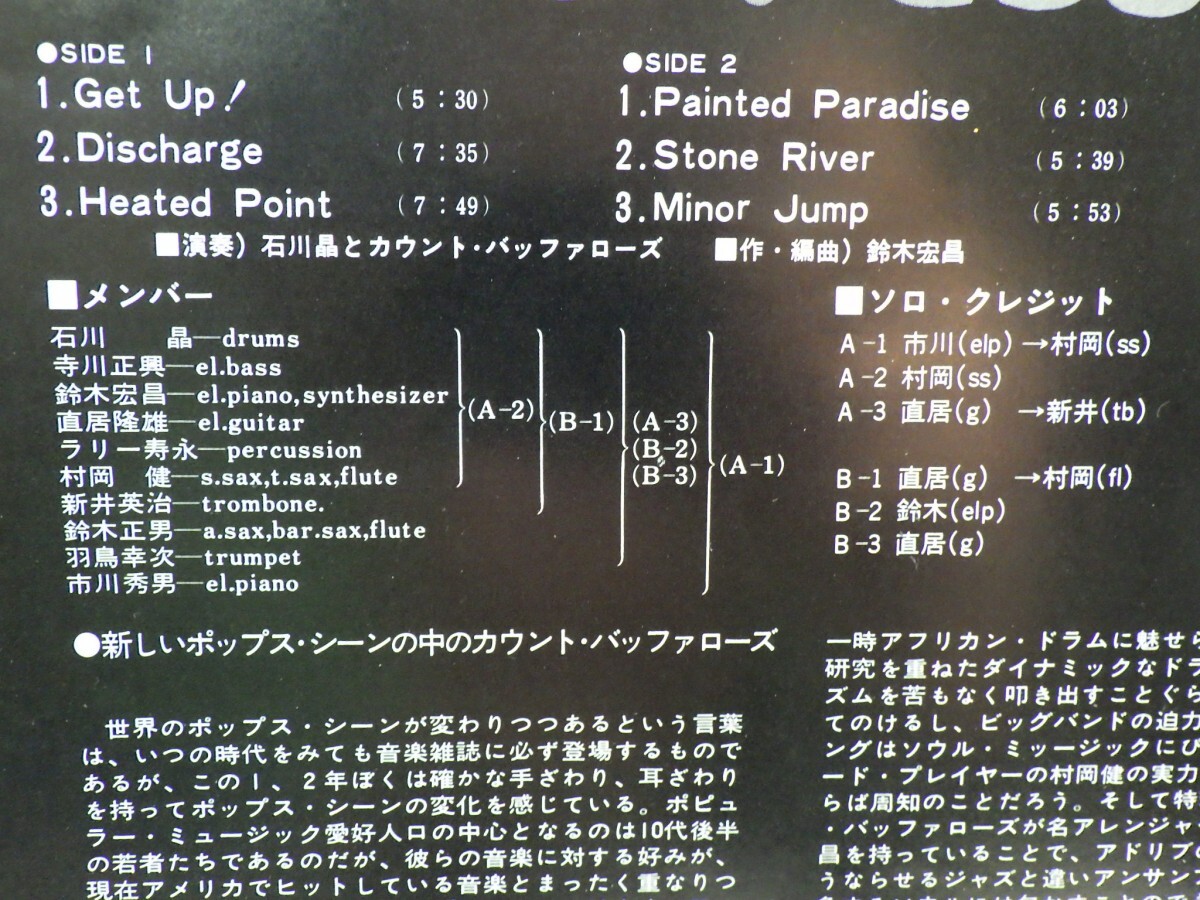 ●SIDE 1
1.Get Up! (5:30)
2.Discharge (7:35)
3.Heated Point (7:49)
●SIDE 2
1.Painted Paradise (6:03)
2.Stone River (5:39)
3.Minor Jump (5:53)
■演奏) 石川晶とカウント・バッファローズ ■作・編曲) 鈴木宏昌
■メンバー
石川 晶—drums
寺川正興—el.bass
鈴木宏昌—el.piano,synthesizer
直居隆雄—el.guitar
ラリー寿永—percussion
村岡 健—s.sax,t.sax,flute
新井英治—trombone.
鈴木正男—a.sax,bar.sax,flute
羽鳥幸次—trumpet
市川秀男—el.piano
(A-2)
(B-1)
(A-3)
(B-2)
(B-3)
(A-1)
■ソロ・クレジット
A-1 市川(elp)→村岡(ss)
A-2 村岡(ss)
A-3 直居(g) →新井(tb)
B-1 直居(g) →村岡(fl)
B-2 鈴木(elp)
B-3 直居(g)
●新しいポップス・シーンの中のカウント・バッファローズ
世界のポップス・シーンが変わりつつあるという言葉
は、いつの時代をみても音楽雑誌に必ず登場するもので
あるが、この1、2年ぼくは確かな手ざわり、耳ざわり
を持ってポップス・シーンの変化を感じている。ポピュ
ラー・ミュージック愛好人口の中心となるのは10代後半
の若者たちであるのだが、彼らの音楽に対する好みが、
現在アメリカでヒットしている音楽とまったく重なりつ
一時アフリカン・ドラムに魅せら
研究を重ねたダイナミックなドラ
ズムを苦もなく叩き出すことぐら
てのけるし、ビッグバンドの迫力
ングはソウル・ミュージックにぴ
ード・プレイヤーの村岡健の実力
らば周知のことだろう。そして特
・バッファローズが名アレンジャ
昌を持っていることで、アドリブの
うならせるジャズと違いアンサンブ